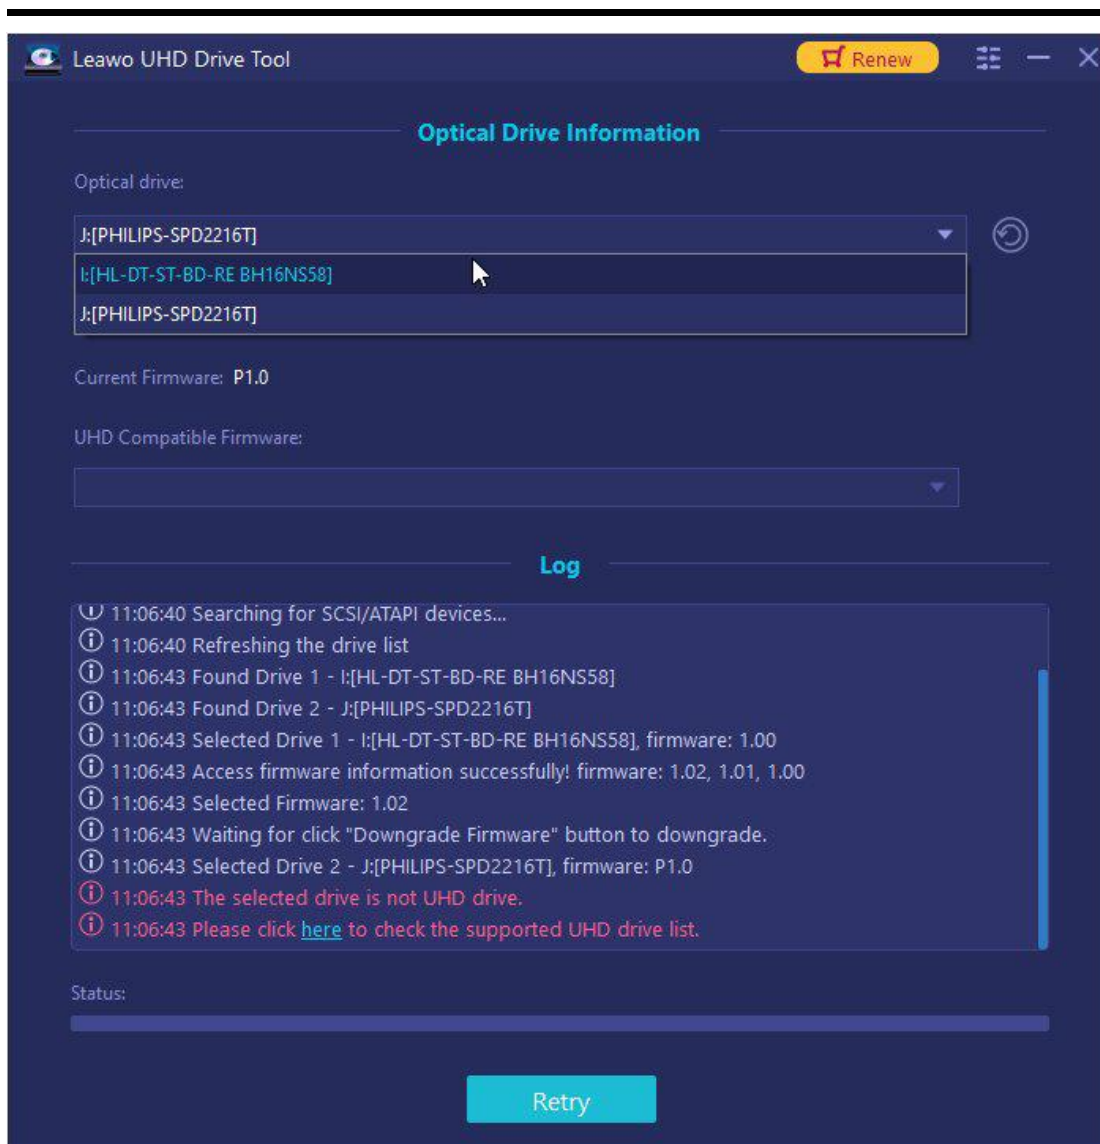 Leawo UHD Drive Tool
Renew
Optical Drive Information
Optical drive:
J:[PHILIPS-SPD2216T]
I:[HL-DT-ST-BD-RE BH16NS58]
J:[PHILIPS-SPD2216T]
Current Firmware: P1.0
UHD Compatible Firmware:
Log
11:06:40 Searching for SCSI/ATAPI devices...
11:06:40 Refreshing the drive list
11:06:43 Found Drive 1 - I:[HL-DT-ST-BD-RE BH16NS58]
11:06:43 Found Drive 2 - J:[PHILIPS-SPD2216T]
11:06:43 Selected Drive 1 - I:[HL-DT-ST-BD-RE BH16NS58], firmware: 1.00
11:06:43 Access firmware information successfully! firmware: 1.02, 1.01, 1.00
11:06:43 Selected Firmware: 1.02
11:06:43 Waiting for click "Downgrade Firmware" button to downgrade.
11:06:43 Selected Drive 2 - J:[PHILIPS-SPD2216T], firmware: P1.0
11:06:43 The selected drive is not UHD drive.
11:06:43 Please click here to check the supported UHD drive list.
Status:
Retry